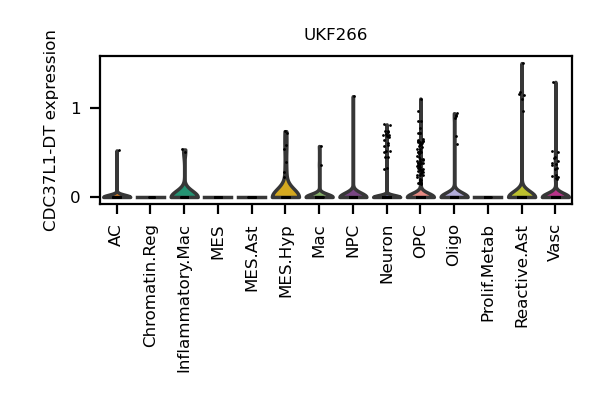 UKF266
CDC37L1-DT expression
1
0
AC
Chromatin.Reg
Inflammatory.Mac
MES
MES.Ast
MES.Hyp
Mac
NPC
Neuron
OPC
Oligo
Prolif.Metab
Reactive.Ast
Vasc